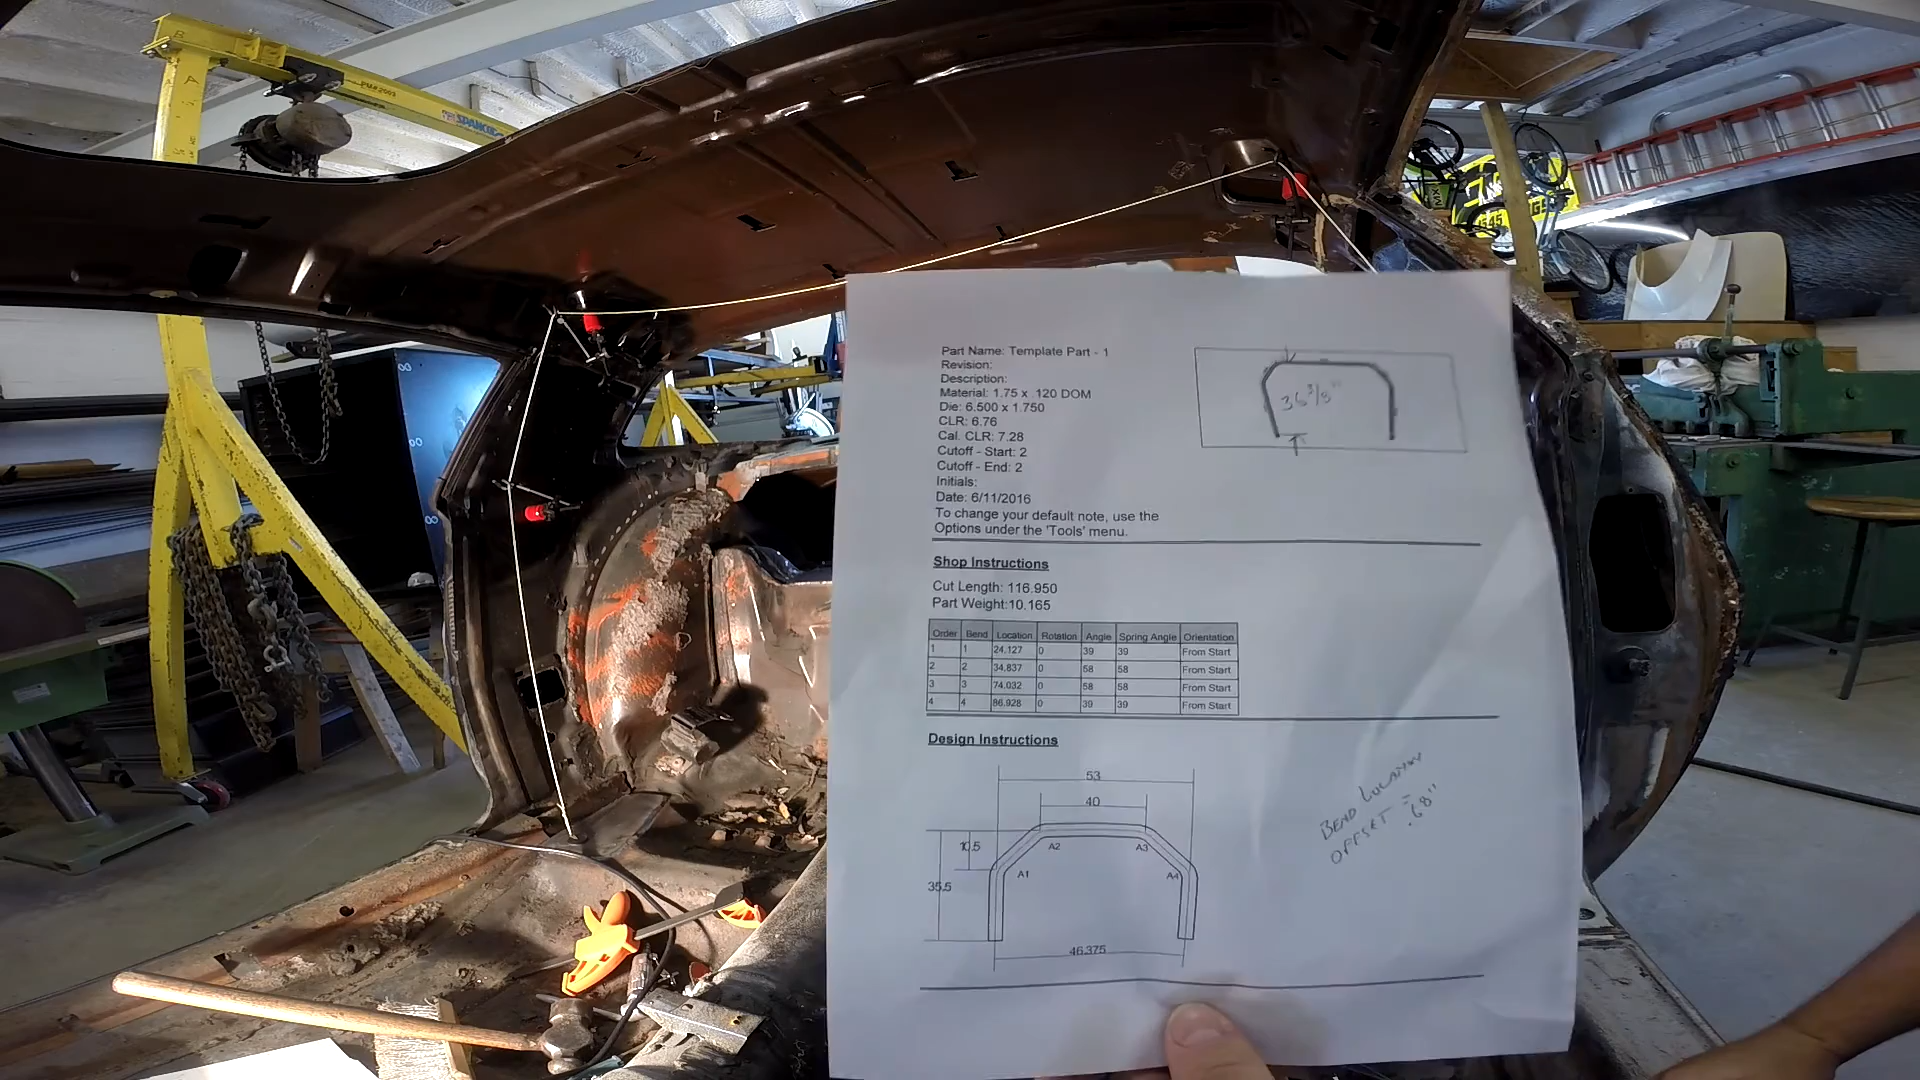 PM#2003
SPANCO
A
MAX
Part Name: Template Part - 1
Revision:
Description:
Material: 1.75 x .120 DOM
Die: 6.500 x 1.750
CLR: 6.76
Cal. CLR: 7.28
Cutoff - Start: 2
Cutoff - End: 2
Initials:
Date: 6/11/2016
To change your default note, use the
Options under the 'Tools' menu.
36 3/8"
Shop Instructions
Cut Length: 116.950
Part Weight:10.165
Order Bend Location Rotation Angle Spring Angle Orientation
1 1 24.127 0 39 39 From Start
2 2 34.837 0 58 58 From Start
3 3 74.032 0 58 58 From Start
4 4 86.928 0 39 39 From Start
Design Instructions
53
40
10.5
A2 A3
A1 A4
35.5
46.375
BEND LOCATION
OFFSET =
.68"